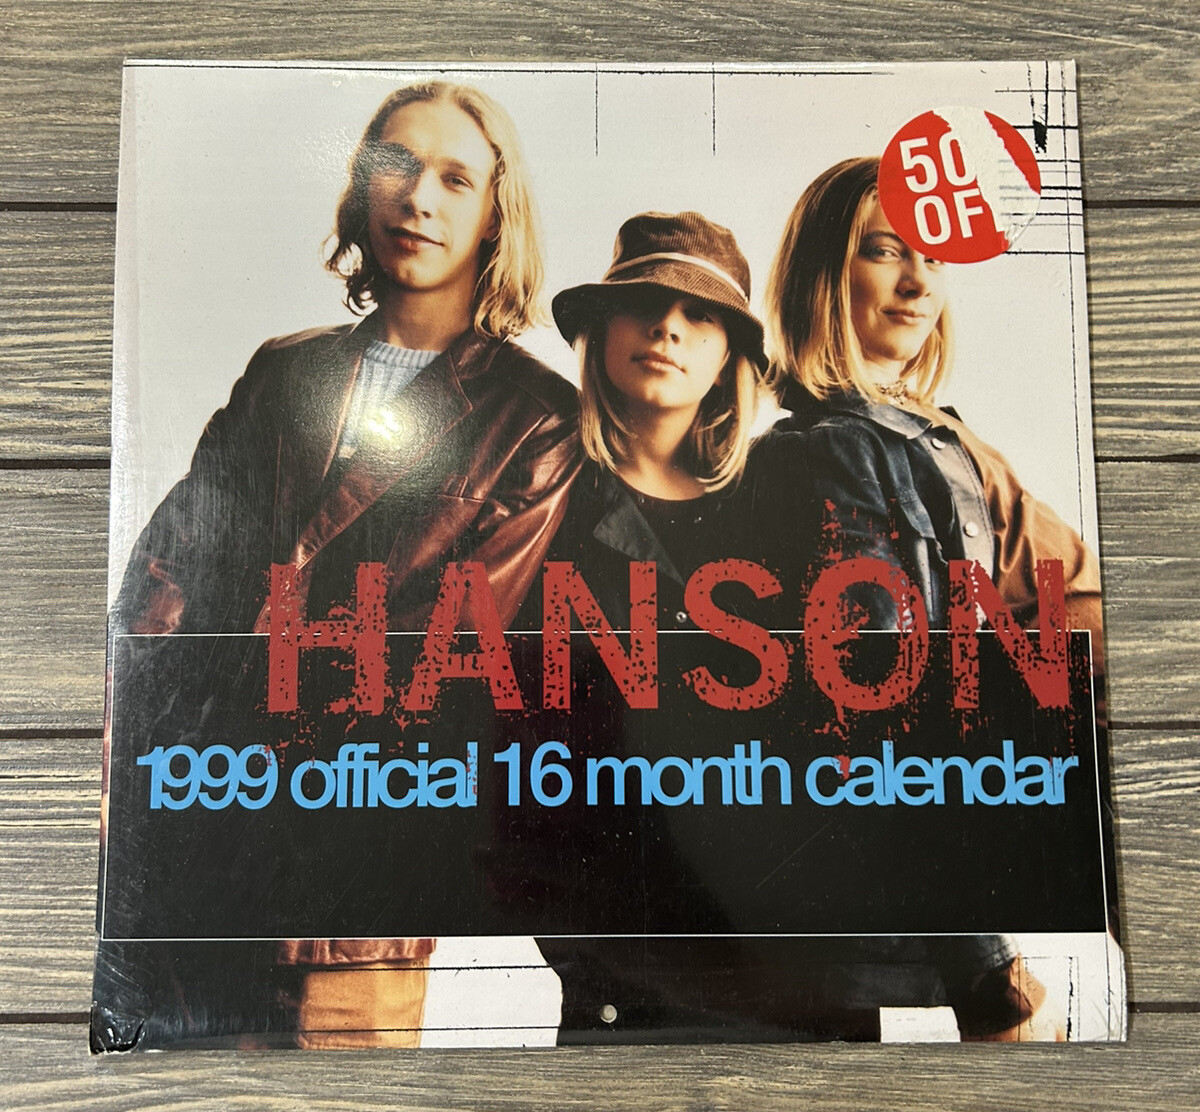 50
OF
HANSON
1999 official 16 month calendar